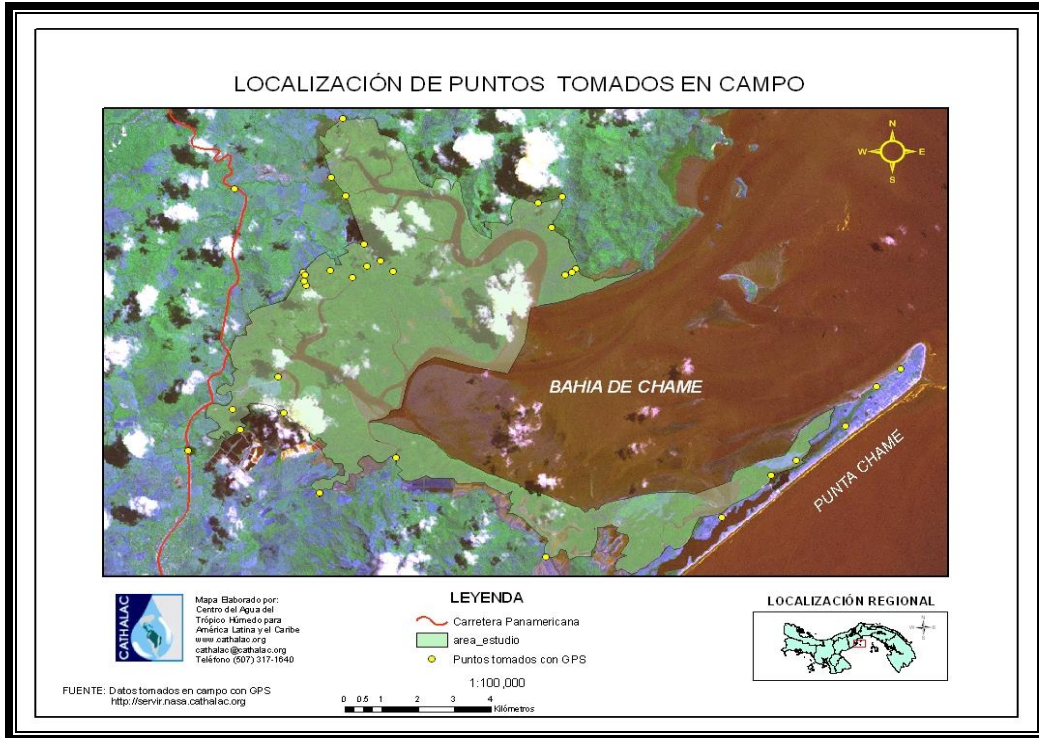 LOCALIZACIÓN DE PUNTOS TOMADOS EN CAMPO
N
W
E
S
BAHIA DE CHAME
PUNTA CHAME
CATHALAC
Mapa Elaborado por:
Centro del Agua del
Trópico Húmedo para
América Latina y el Caribe
www.cathalac.org
cathalac@cathalac.org
Teléfono (507) 317-1640
FUENTE: Datos tomados en campo con GPS
http://servir.nasa.cathalac.org
LEYENDA
Carretera Panamericana
area_estudio
Puntos tomados con GPS
1:100,000
0 0.5 1 2 3 4
Kilómetros
LOCALIZACIÓN REGIONAL